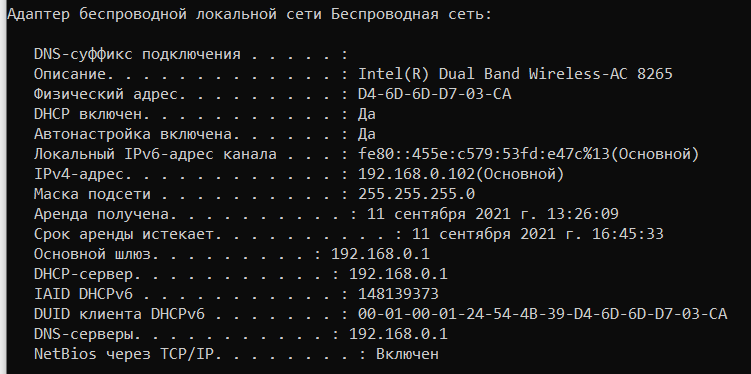 Адаптер беспроводной локальной сети Беспроводная сеть:
DNS-суффикс подключения . . . . . :
Описание. . . . . . . . . . . . . : Intel(R) Dual Band Wireless-AC 8265
Физический адрес. . . . . . . . . : D4-6D-6D-D7-03-CA
DHCP включен. . . . . . . . . . . : Да
Автонастройка включена. . . . . . : Да
Локальный IPv6-адрес канала . . . : fe80::455e:c579:53fd:e47c%13(Основной)
IPv4-адрес. . . . . . . . . . . . : 192.168.0.102(Основной)
Маска подсети . . . . . . . . . . : 255.255.255.0
Аренда получена. . . . . . . . . . : 11 сентября 2021 г. 13:26:09
Срок аренды истекает. . . . . . . . . . : 11 сентября 2021 г. 16:45:33
Основной шлюз. . . . . . . . . : 192.168.0.1
DHCP-сервер. . . . . . . . . . . : 192.168.0.1
IAID DHCPv6 . . . . . . . . . . . : 148139373
DUID клиента DHCPv6 . . . . . . . : 00-01-00-01-24-54-4B-39-D4-6D-6D-D7-03-CA
DNS-серверы. . . . . . . . . . . : 192.168.0.1
NetBios через TCP/IP. . . . . . . . : Включен